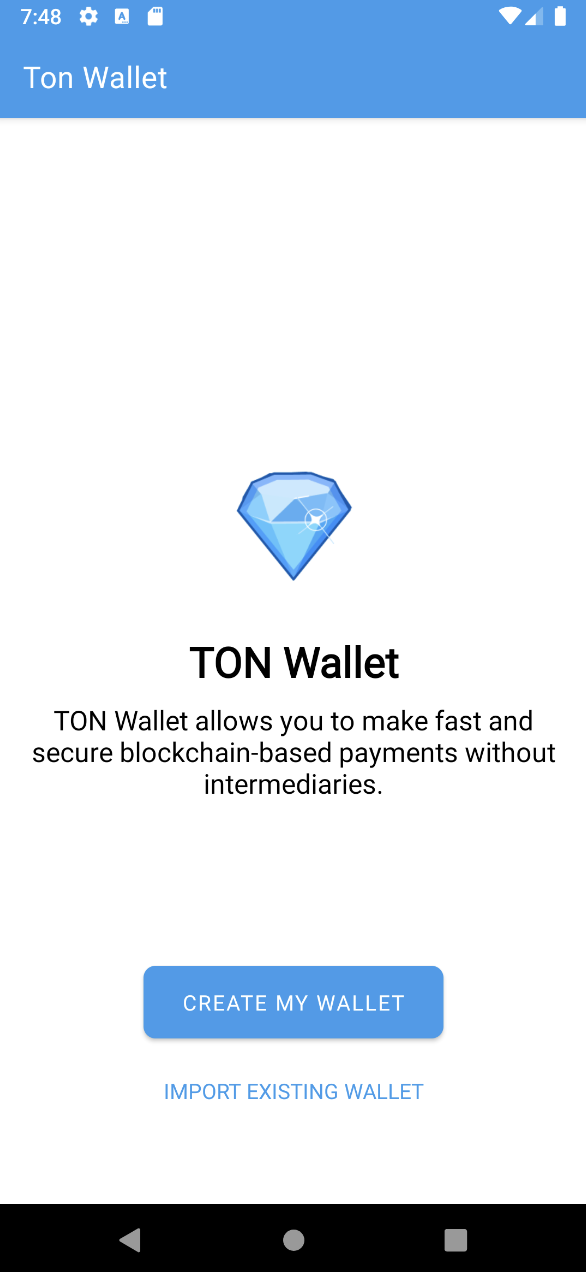 7:48
Ton Wallet
TON Wallet
TON Wallet allows you to make fast and
secure blockchain-based payments without
intermediaries.
CREATE MY WALLET
IMPORT EXISTING WALLET